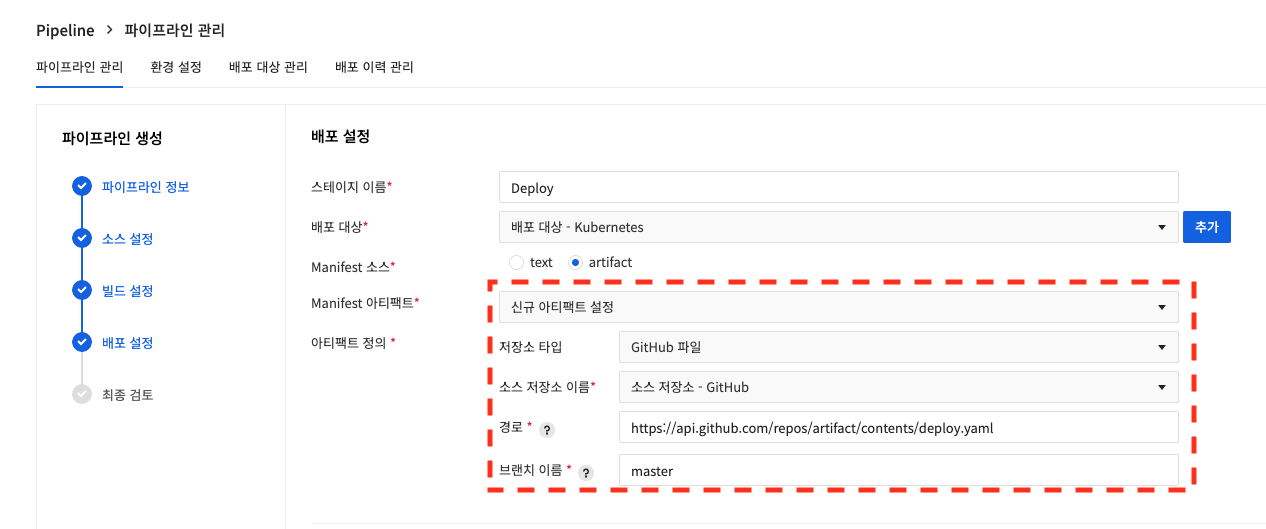 Pipeline > 파이프라인 관리
파이프라인 관리 환경 설정 배포 대상 관리 배포 이력 관리
파이프라인 생성
파이프라인 정보
소스 설정
빌드 설정
배포 설정
최종 검토
배포 설정
스테이지 이름* Deploy
배포 대상* 배포 대상 - Kubernetes 추가
Manifest 소스* text artifact
Manifest 아티팩트* 신규 아티팩트 설정
아티팩트 정의 * 저장소 타입 GitHub 파일
소스 저장소 이름* 소스 저장소 - GitHub
경로 * ? https://api.github.com/repos/artifact/contents/deploy.yaml
브랜치 이름 * ? master